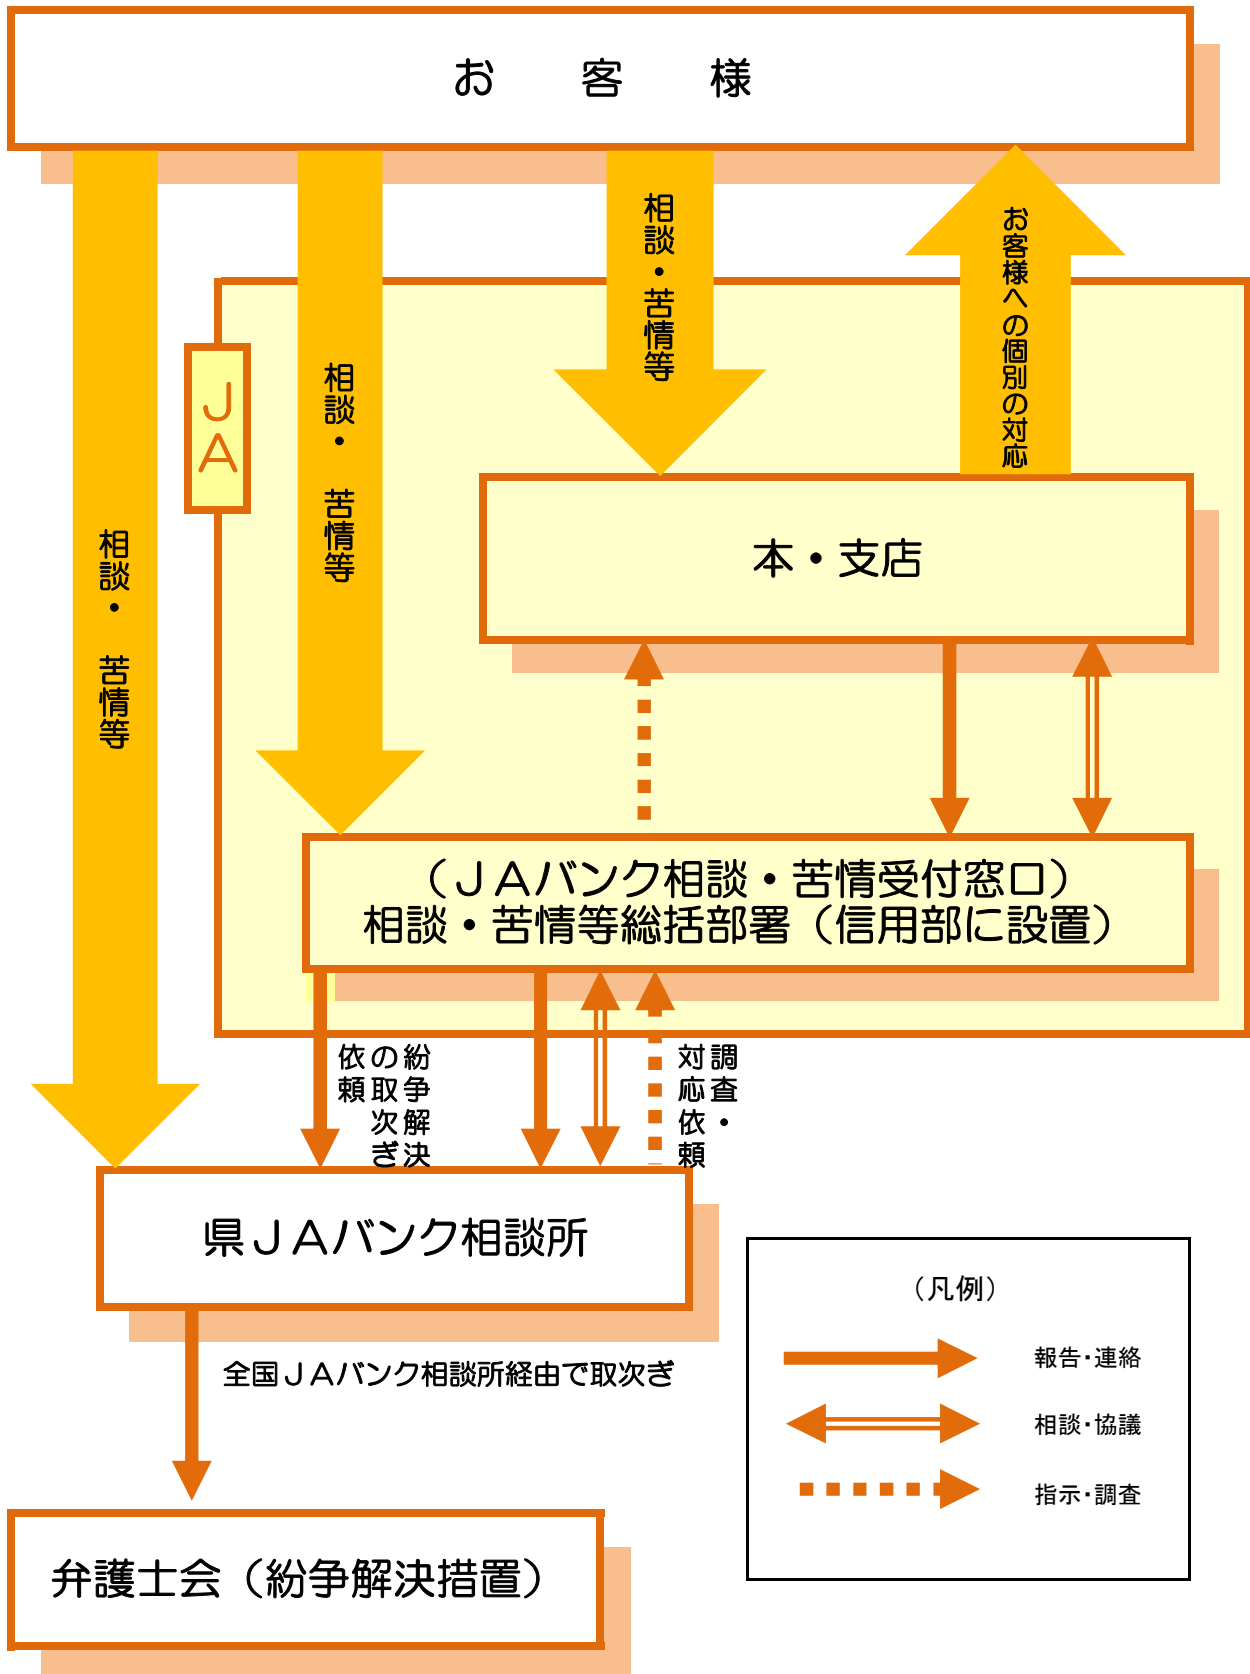 お　客　様
相談・苦情等
お客様への個別の対応
相談・　苦情等
ＪＡ
相談・　苦情等
本・支店
（ＪＡバンク相談・苦情受付窓口）
相談・苦情等総括部署（信用部に設置）
紛争解決
の取次ぎ
依頼
調査・
対応依頼
県ＪＡバンク相談所
全国ＪＡバンク相談所経由で取次ぎ
弁護士会（紛争解決措置）
（凡例）
報告・連絡
相談・協議
指示・調査